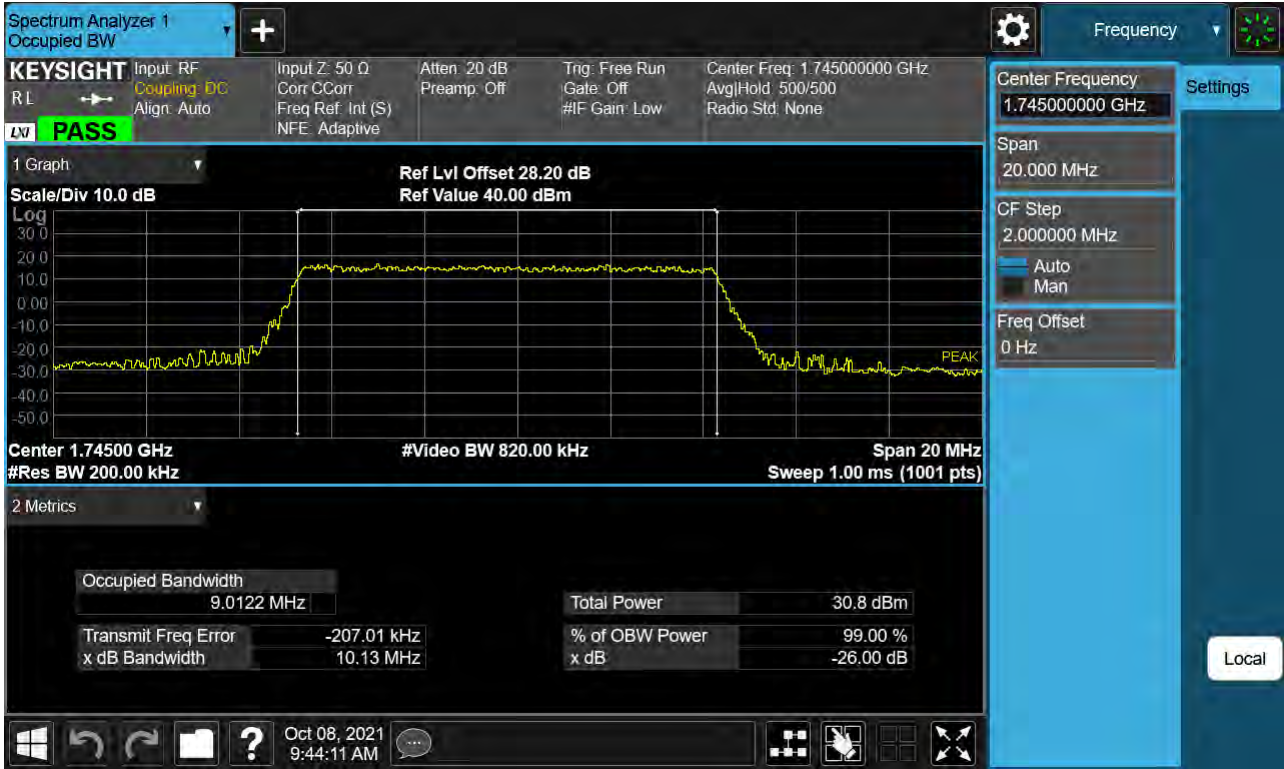 Spectrum Analyzer 1
Occupied BW
Frequency
KEYSIGHT
RL
LXI
PASS
Input: RF
Coupling: DC
Align: Auto
Input Z: 50 Ω
Corr CCorr
Freq Ref: Int (S)
NFE: Adaptive
Atten: 20 dB
Preamp: Off
Trig: Free Run
Gate: Off
#IF Gain: Low
Center Freq: 1.745000000 GHz
Avg|Hold: 500/500
Radio Std: None
Center Frequency
1.745000000 GHz
Settings
Span
20.000 MHz
CF Step
2.000000 MHz
Auto
Man
Freq Offset
0 Hz
Local
1 Graph
Scale/Div 10.0 dB
Ref Lvl Offset 28.20 dB
Ref Value 40.00 dBm
Log
30.0
20.0
10.0
0.00
-10.0
-20.0
-30.0
-40.0
-50.0
PEAK
Center 1.74500 GHz
#Video BW 820.00 kHz
Span 20 MHz
#Res BW 200.00 kHz
Sweep 1.00 ms (1001 pts)
2 Metrics
Occupied Bandwidth
9.0122 MHz
Total Power 30.8 dBm
Transmit Freq Error -207.01 kHz
% of OBW Power 99.00 %
x dB Bandwidth 10.13 MHz
x dB -26.00 dB
?
Oct 08, 2021
9:44:11 AM